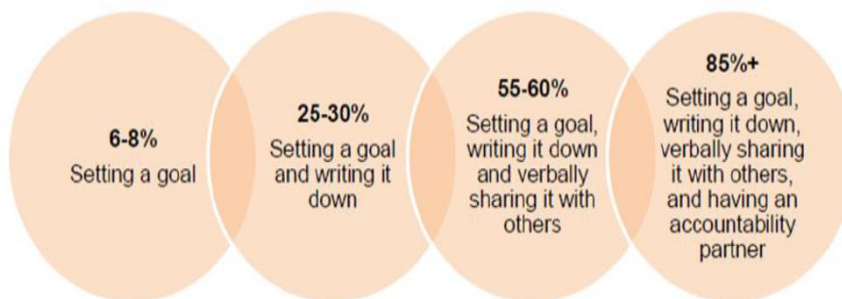 6-8%
Setting a goal
25-30%
Setting a goal
and writing it
down
55-60%
Setting a goal,
writing it down
and verbally
sharing it with
others
85%+
Setting a goal,
writing it down,
verbally sharing
it with others,
and having an
accountability
partner